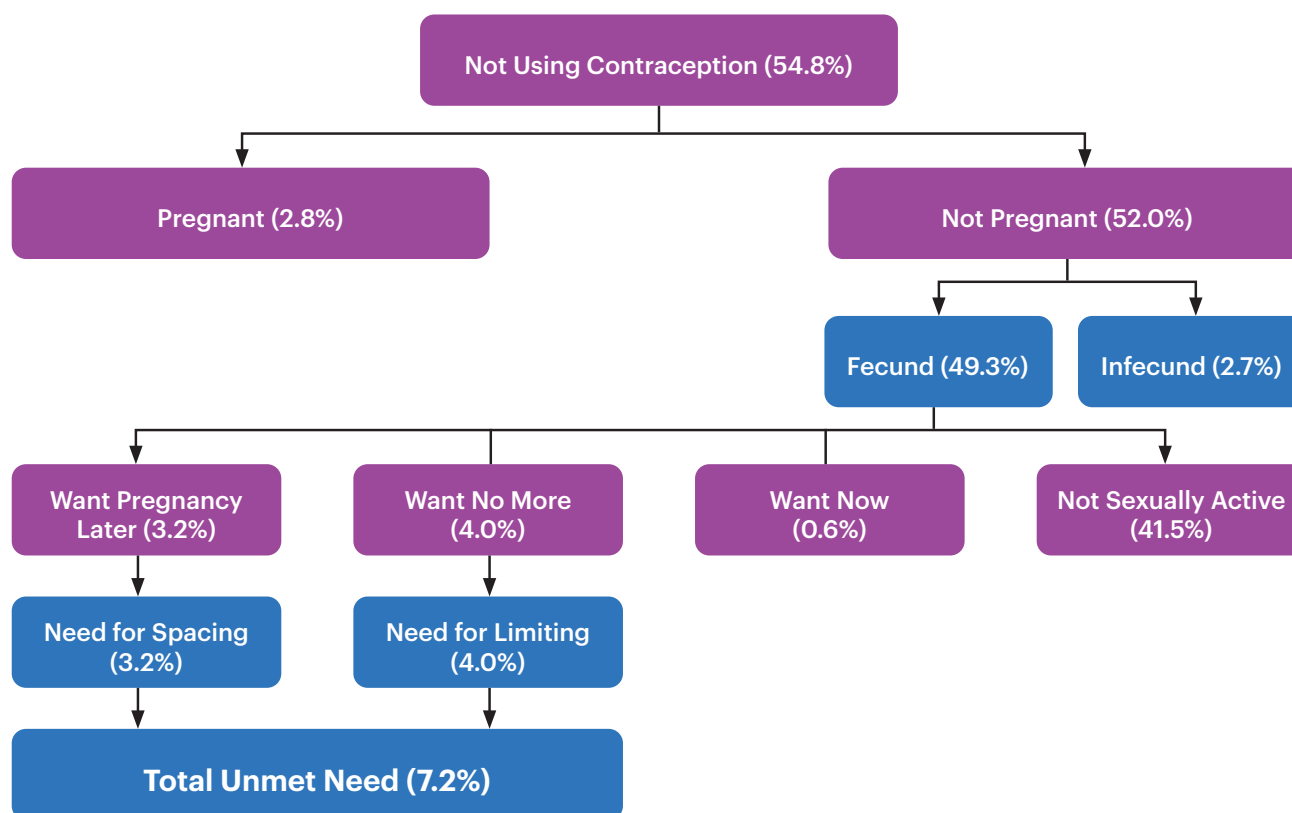 Not Using Contraception (54.8%)
Pregnant (2.8%)
Not Pregnant (52.0%)
Fecund (49.3%)
Infecund (2.7%)
Want Pregnancy
Later (3.2%)
Want No More
(4.0%)
Want Now
(0.6%)
Not Sexually Active
(41.5%)
Need for Spacing
(3.2%)
Need for Limiting
(4.0%)
Total Unmet Need (7.2%)